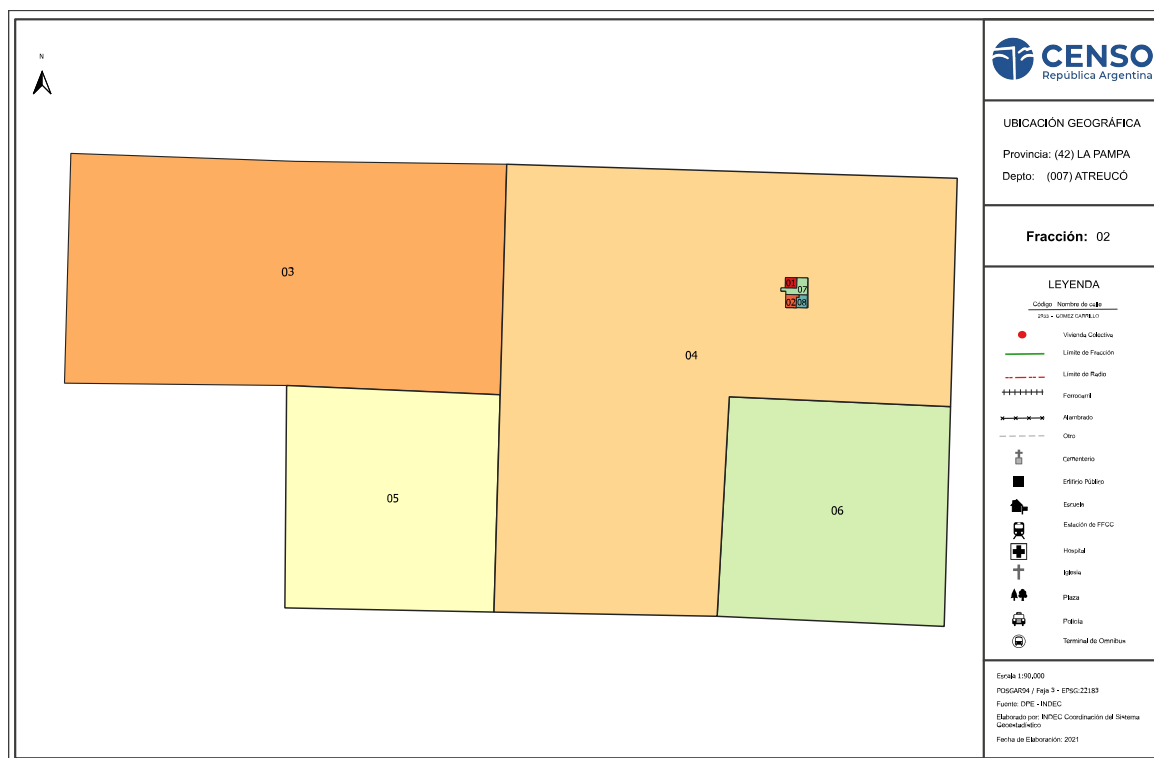 N
03
04
01
07
02
08
05
06
CENSO
República Argentina
UBICACIÓN GEOGRÁFICA
Provincia: (42) LA PAMPA
Depto: (007) ATREUCÓ
Fracción: 02
LEYENDA
Código Nombre de calle
GOMEZ CARRILLO
Vivienda Colectiva
Límite de Fracción
Límite de Radio
Ferrocarril
Alambrado
Otro
Cementerio
Edificio Público
Escuela
Estación de FFCC
Hospital
Iglesia
Plaza
Policía
Terminal de Omnibus
Escala 1:90,000
POSGAR94 / Faja 3 - EPSG:22183
Fuente: DPE - INDEC
Elaborado por: INDEC Coordinación del Sistema
Geoestadístico
Fecha de Elaboración: 2021